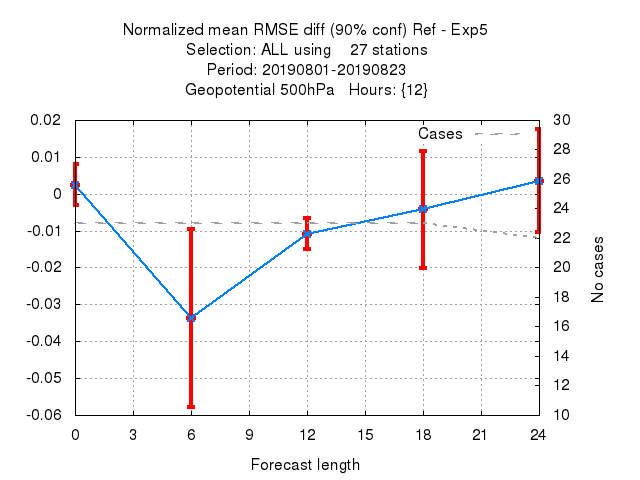 Normalized mean RMSE diff (90% conf) Ref - Exp5
Selection: ALL using    27 stations
Period: 20190801-20190823
Geopotential 500hPa   Hours: {12}
Cases
0.02
0.01
0
-0.01
-0.02
-0.03
-0.04
-0.05
-0.06
30
28
26
24
22
20
18
16
14
12
10
No cases
0 3 6 9 12 15 18 21 24
Forecast length